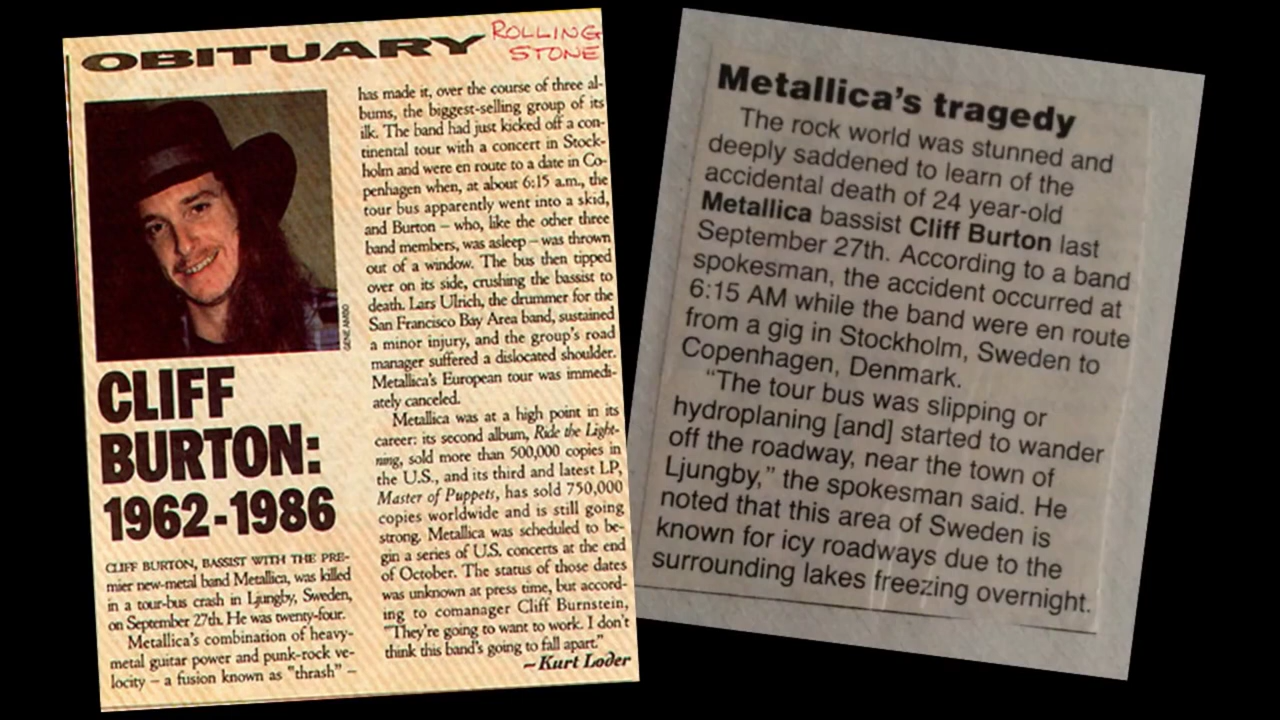 OBITUARY
ROLLING
STONE
GENE AMBO
CLIFF
BURTON:
1962-1986
CLIFF BURTON, BASSIST WITH THE PRE-
mier new-metal band Metallica, was killed
in a tour-bus crash in Ljungby, Sweden,
on September 27th. He was twenty-four.
Metallica's combination of heavy-
metal guitar power and punk-rock ve-
locity – a fusion known as "thrash" –
has made it, over the course of three al-
bums, the biggest-selling group of its
ilk. The band had just kicked off a con-
tinental tour with a concert in Stock-
holm and were en route to a date in Co-
penhagen when, at about 6:15 a.m., the
tour bus apparently went into a skid,
and Burton – who, like the other three
band members, was asleep – was thrown
out of a window. The bus then tipped
over on its side, crushing the bassist to
death. Lars Ulrich, the drummer for the
San Francisco Bay Area band, sustained
a minor injury, and the group's road
manager suffered a dislocated shoulder.
Metallica's European tour was immedi-
ately canceled.
Metallica was at a high point in its
career: its second album, Ride the Light-
ning, sold more than 500,000 copies in
the U.S., and its third and latest LP,
Master of Puppets, has sold 750,000
copies worldwide and is still going
strong. Metallica was scheduled to be-
gin a series of U.S. concerts at the end
of October. The status of those dates
was unknown at press time, but accord-
ing to comanager Cliff Burnstein,
"They're going to want to work. I don't
think this band's going to fall apart."
– Kurt Loder
Metallica's tragedy
The rock world was stunned and
deeply saddened to learn of the
accidental death of 24 year-old
Metallica bassist Cliff Burton last
September 27th. According to a band
spokesman, the accident occurred at
6:15 AM while the band were en route
from a gig in Stockholm, Sweden to
Copenhagen, Denmark.
"The tour bus was slipping or
hydroplaning [and] started to wander
off the roadway, near the town of
Ljungby," the spokesman said. He
noted that this area of Sweden is
known for icy roadways due to the
surrounding lakes freezing overnight.